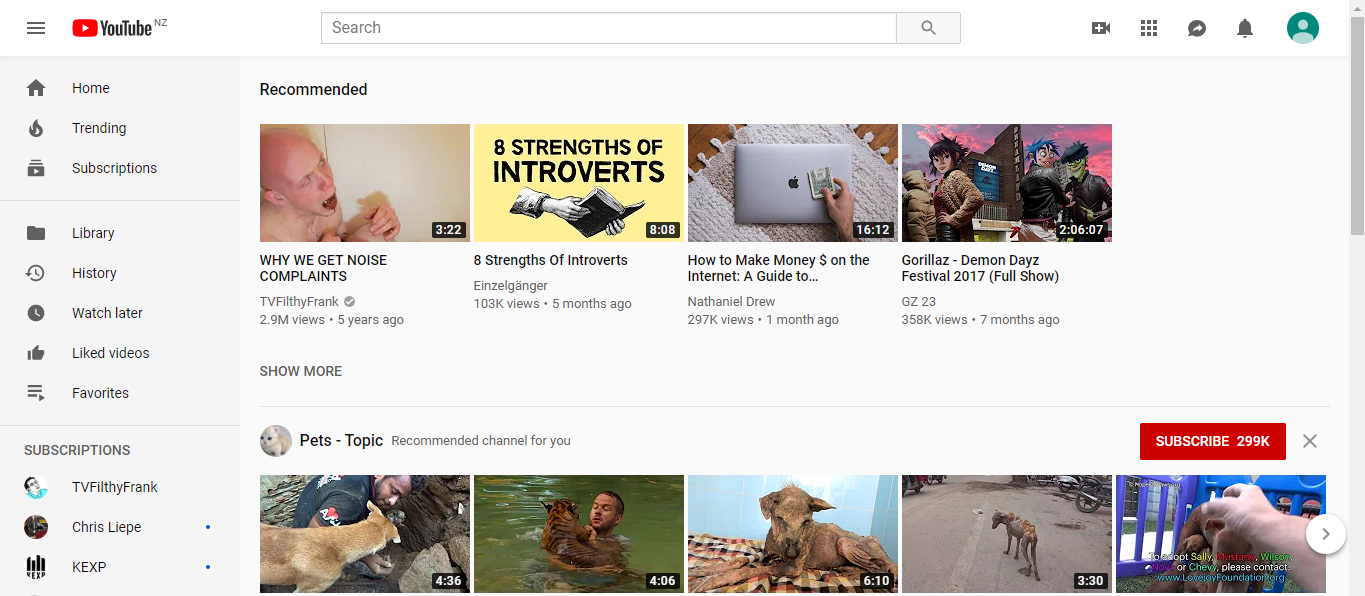 YouTube NZ
Search
Home
Trending
Subscriptions
Library
History
Watch later
Liked videos
Favorites
SUBSCRIPTIONS
TVFilthyFrank
Chris Liepe
KEXP
Recommended
3:22
WHY WE GET NOISE
COMPLAINTS
TVFilthyFrank
2.9M views • 5 years ago
8 STRENGTHS OF
INTROVERTS
8:08
8 Strengths Of Introverts
Einzelgänger
103K views • 5 months ago
16:12
How to Make Money $ on the
Internet: A Guide to...
Nathaniel Drew
297K views • 1 month ago
DEMON
DAYZ
2:06:07
Gorillaz - Demon Dayz
Festival 2017 (Full Show)
GZ 23
358K views • 7 months ago
SHOW MORE
Pets - Topic Recommended channel for you
SUBSCRIBE 299K
4:36
4:06
6:10
3:30
To adopt Sally, Mustang, Wilson,
Nova or Chevy, please contact:
www.LovejoyFoundation.org
KEXP